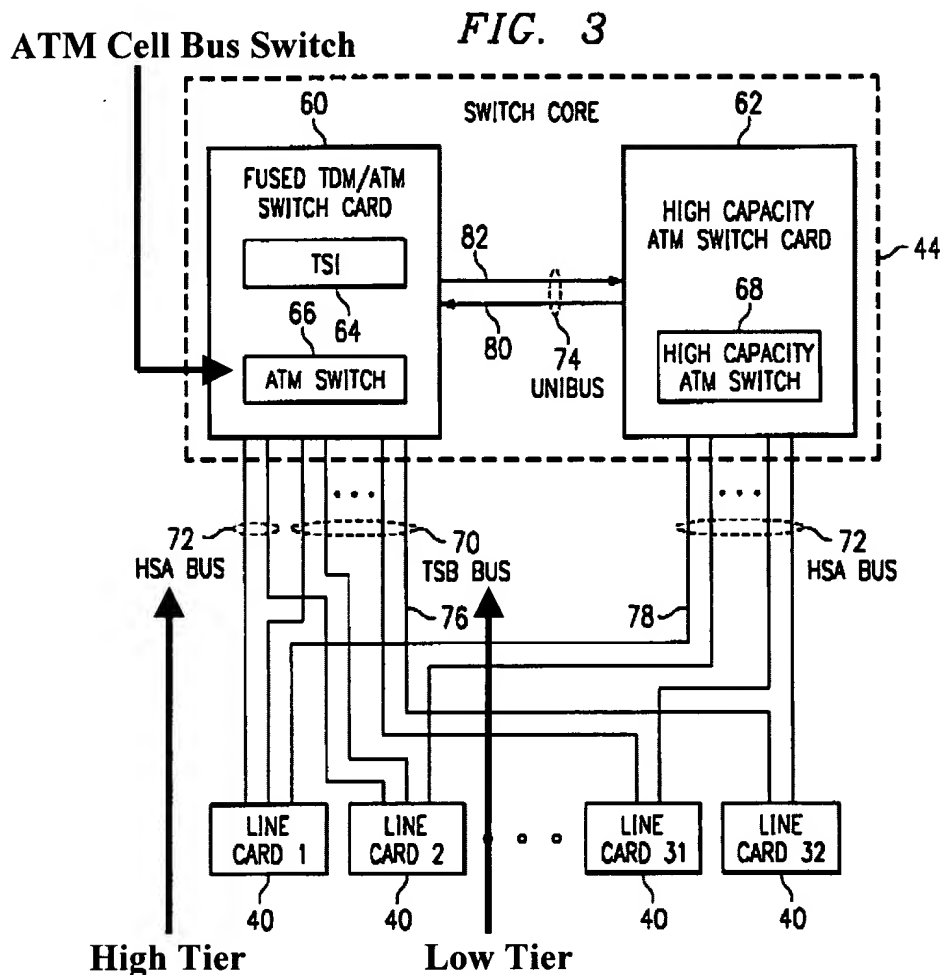 FIG. 3
ATM Cell Bus Switch
SWITCH CORE
60
62
FUSED TDM/ATM
SWITCH CARD
TSI
64
66
ATM SWITCH
HIGH CAPACITY
ATM SWITCH CARD
68
HIGH CAPACITY
ATM SWITCH
44
82
80
74
UNIBUS
72
HSA BUS
70
TSB BUS
72
HSA BUS
76
78
LINE
CARD 1
LINE
CARD 2
LINE
CARD 31
LINE
CARD 32
40
40
40
40
High Tier
Low Tier